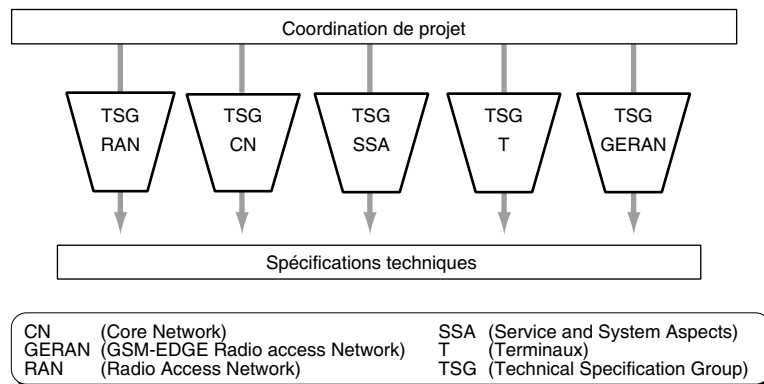 Coordination de projet
TSG
RAN
TSG
CN
TSG
SSA
TSG
T
TSG
GERAN
Spécifications techniques
CN (Core Network)
GERAN (GSM-EDGE Radio access Network)
RAN (Radio Access Network)
SSA (Service and System Aspects)
T (Terminaux)
TSG (Technical Specification Group)